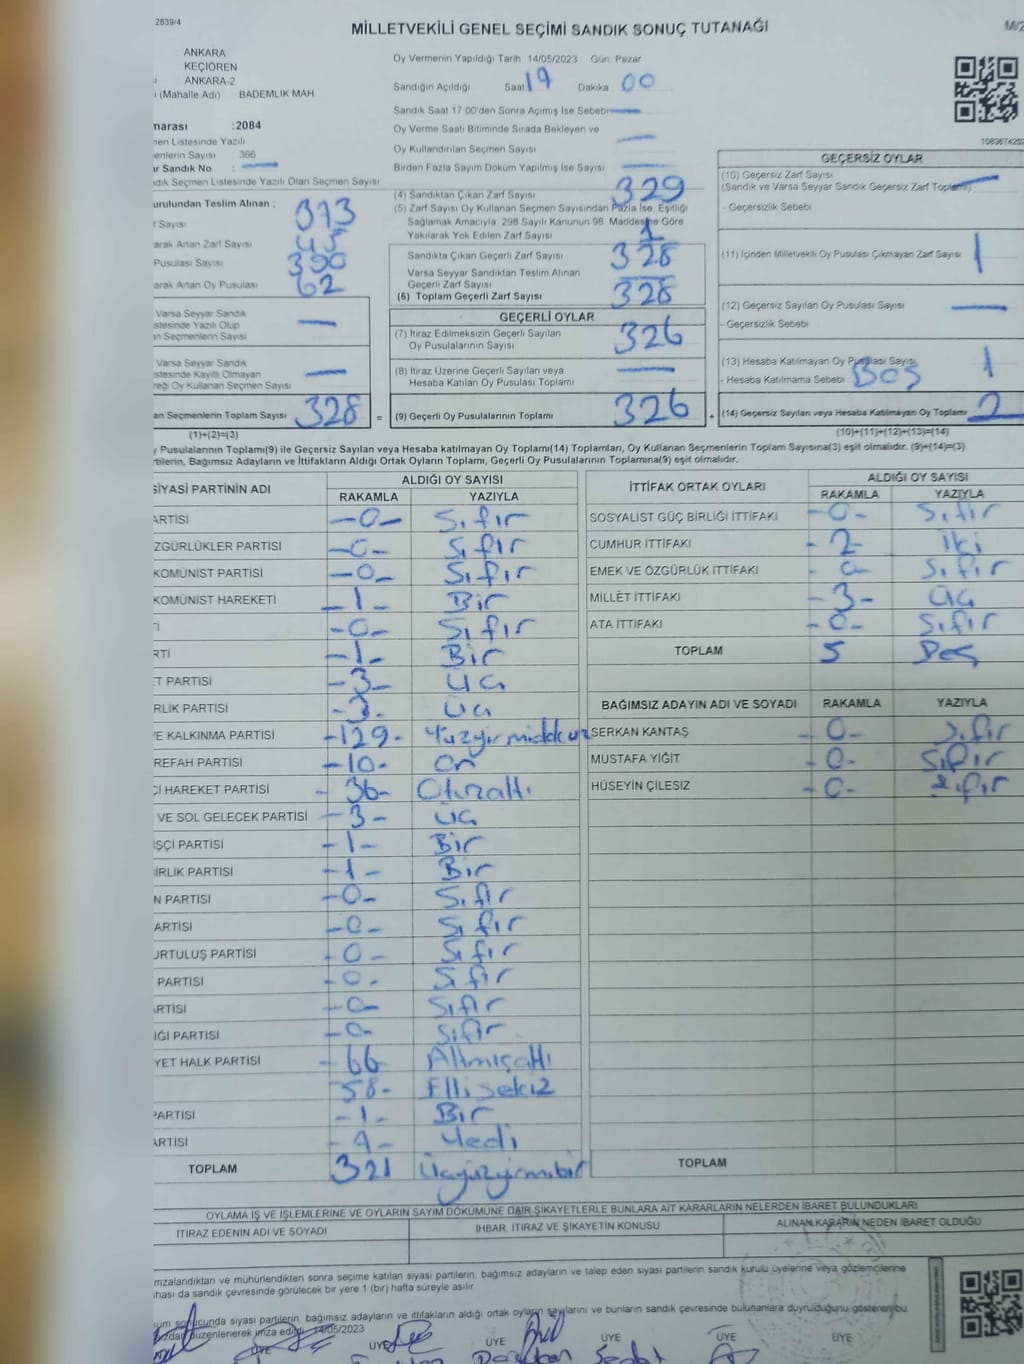 2839/4
MİLLETVEKİLİ GENEL SEÇİMİ SANDIK SONUÇ TUTANAĞI
M/2
ANKARA
KEÇİÖREN
ANKARA-2
(Mahalle Adı) BADEMLIK MAH
Oy Vermenin Yapıldığı Tarih 14/05/2023 Gün: Pazar
Sandığın Açıldığı Saat 17 Dakika : 00
Sandık Saat 17:00'den Sonra Açımış İse Sebebi —
Oy Verme Saati Bitiminde Sırada Bekleyen ve
Oy Kullandırılan Seçmen Sayısı —
Birden Fazla Sayım Döküm Yapılmış İse Sayısı —
marası :2084
men Listesinde Yazılı
enlerin Sayısı : 366
ır Sandık No : —
dık Seçmen Listesinde Yazılı Olan Seçmen Sayısı
urulundan Teslim Alınan :
f Sayısı 373
arak Artan Zarf Sayısı 45
Pusulası Sayısı 390
arak Artan Oy Pusulası 62
Varsa Seyyar Sandık
stesinde Yazılı Olup
n Seçmenlerin Sayısı —
Varsa Seyyar Sandık
stesinde Kayıtlı Olmayan
reği Oy Kullanan Seçmen Sayısı —
an Seçmenlerin Toplam Sayısı 328 =
(1)+(2)=(3)
(4) Sandıktan Çıkan Zarf Sayısı 329
(5) Zarf Sayısı Oy Kullanan Seçmen Sayısından Fazla İse, Eşitliği
Sağlamak Amacıyla, 298 Sayılı Kanunun 98. Maddesine Göre
Yakılarak Yok Edilen Zarf Sayısı 1
Sandıkta Çıkan Geçerli Zarf Sayısı 328
Varsa Seyyar Sandıktan Teslim Alınan
Geçerli Zarf Sayısı —
(6) Toplam Geçerli Zarf Sayısı 328
GEÇERLİ OYLAR
(7) İtiraz Edilmeksizin Geçerli Sayılan
Oy Pusulalarının Sayısı 326
(8) İtiraz Üzerine Geçerli Sayılan veya
Hesaba Katılan Oy Pusulası Toplamı —
(9) Geçerli Oy Pusulalarının Toplamı 326 +
GEÇERSİZ OYLAR
(10) Geçersiz Zarf Sayısı
(Sandık ve Varsa Seyyar Sandık Geçersiz Zarf Toplamı) —
- Geçersizlik Sebebi
(11) İçinden Milletvekili Oy Pusulası Çıkmayan Zarf Sayısı 1
(12) Geçersiz Sayılan Oy Pusulası Sayısı —
- Geçersizlik Sebebi
(13) Hesaba Katılmayan Oy Pusulası Sayısı 1
- Hesaba Katılmama Sebebi BOŞ
(14) Geçersiz Sayılan veya Hesaba Katılmayan Oy Toplamı 2
(10)+(11)+(12)+(13)=(14)
y Pusulalarının Toplamı(9) ile Geçersiz Sayılan veya Hesaba katılmayan Oy Toplamı(14) Toplamları, Oy Kullanan Seçmenlerin Toplam Sayısına(3) eşit olmalıdır. (9)+(14)=(3)
rtilerin, Bağımsız Adayların ve İttifakların Aldığı Ortak Oyların Toplamı, Geçerli Oy Pusulalarının Toplamına(9) eşit olmalıdır.
SİYASİ PARTİNİN ADI ALDIĞI OY SAYISI
RAKAMLA YAZIYLA
ARTİSİ -0- Sıfır
ZGÜRLÜKLER PARTİSİ -0- Sıfır
KOMÜNİST PARTİSİ -0- Sıfır
KOMÜNİST HAREKETİ -1- Bir
-0- Sıfır
RTİ -1- Bir
T PARTİSİ -3- Üç
RLİK PARTİSİ -3- Üç
E KALKINMA PARTİSİ -129-
REFAH PARTİSİ -10- On
Çİ HAREKET PARTİSİ - 36- Otuzaltı
VE SOL GELECEK PARTİSİ -3- Üç
İŞÇİ PARTİSİ -1- Bir
BİRLİK PARTİSİ -1- Bir
N PARTİSİ -0- Sıfır
ARTİSİ -0- Sıfır
URTULUŞ PARTİSİ -0- Sıfır
PARTİSİ -0- Sıfır
RTİSİ -0- Sıfır
İĞİ PARTİSİ -0- Sıfır
YET HALK PARTİSİ - 66 Altmışaltı
58- Ellisekiz
PARTİSİ -1- Bir
ARTİSİ -7- Yedi
TOPLAM 321 Üçyüzyirmibir
İTTİFAK ORTAK OYLARI ALDIĞI OY SAYISI
RAKAMLA YAZIYLA
SOSYALİST GÜÇ BİRLİĞİ İTTİFAKI -0- Sıfır
CUMHUR İTTİFAKI - 2- İki
EMEK VE ÖZGÜRLÜK İTTİFAKI - 0- Sıfır
MİLLET İTTİFAKI -3- Üç
ATA İTTİFAKI -0- Sıfır
TOPLAM 5 Beş
BAĞIMSIZ ADAYIN ADI VE SOYADI RAKAMLA YAZIYLA
SERKAN KANTAŞ - 0- Sıfır
MUSTAFA YİĞİT -0- Sıfır
HÜSEYİN ÇİLESİZ -0- Sıfır
TOPLAM
OYLAMA İŞ VE İŞLEMLERİNE VE OYLARIN SAYIM DÖKÜMÜNE DAİR ŞİKAYETLERLE BUNLARA AİT KARARLARIN NELERDEN İBARET BULUNDUKLARI
İTİRAZ EDENİN ADI VE SOYADI İHBAR, İTİRAZ VE ŞİKAYETİN KONUSU ALINAN KARARIN NEDEN İBARET OLDUĞU
mzalandıktan ve mühürlendikten sonra seçime katılan siyasi partilerin, bağımsız adayların ve talep eden siyasi partilerin sandık kurulu üyelerine veya gözlemcilerine
ihası da sandık çevresinde görülecek bir yere 1 (bir) hafta süreyle asılır.
ım sonucunda siyasi partilerin, bağımsız adayların ve ittifakların aldığı ortak oyların sayılarını ve bunların sandık çevresinde bulunanlara duyrulduğunu gösteren bu
düzenlenerek imza edildi. 14/05/2023
ÜYE ÜYE ÜYE ÜYE ÜYE ÜYE